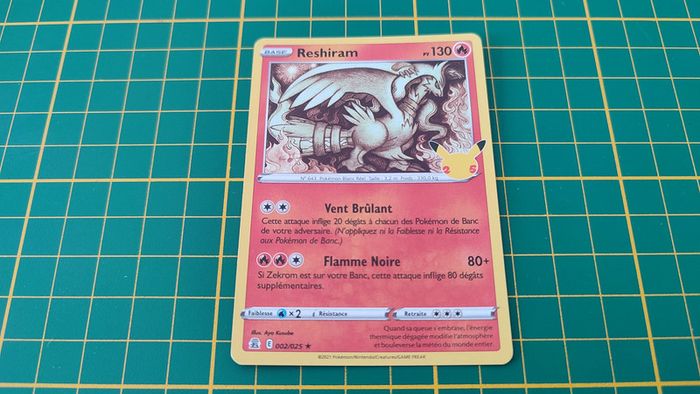 BASE Reshiram PV 130
N° 643 Pokémon Blanc Réel Taille : 3,2 m Poids : 330,0 kg
25
Vent Brûlant
Cette attaque inflige 20 dégâts à chacun des Pokémon de Banc
de votre adversaire. (N'appliquez ni la Faiblesse ni la Résistance
aux Pokémon de Banc.)
Flamme Noire 80+
Si Zekrom est sur votre Banc, cette attaque inflige 80 dégâts
supplémentaires.
Faiblesse ×2 Résistance Retraite
Illus. Ayo Kusube
Quand sa queue s'embrase, l'énergie
thermique dégagée modifie l'atmosphère
et bouleverse la météo du monde entier.
002/025 ★
©2021 Pokémon/Nintendo/Creatures/GAME FREAK